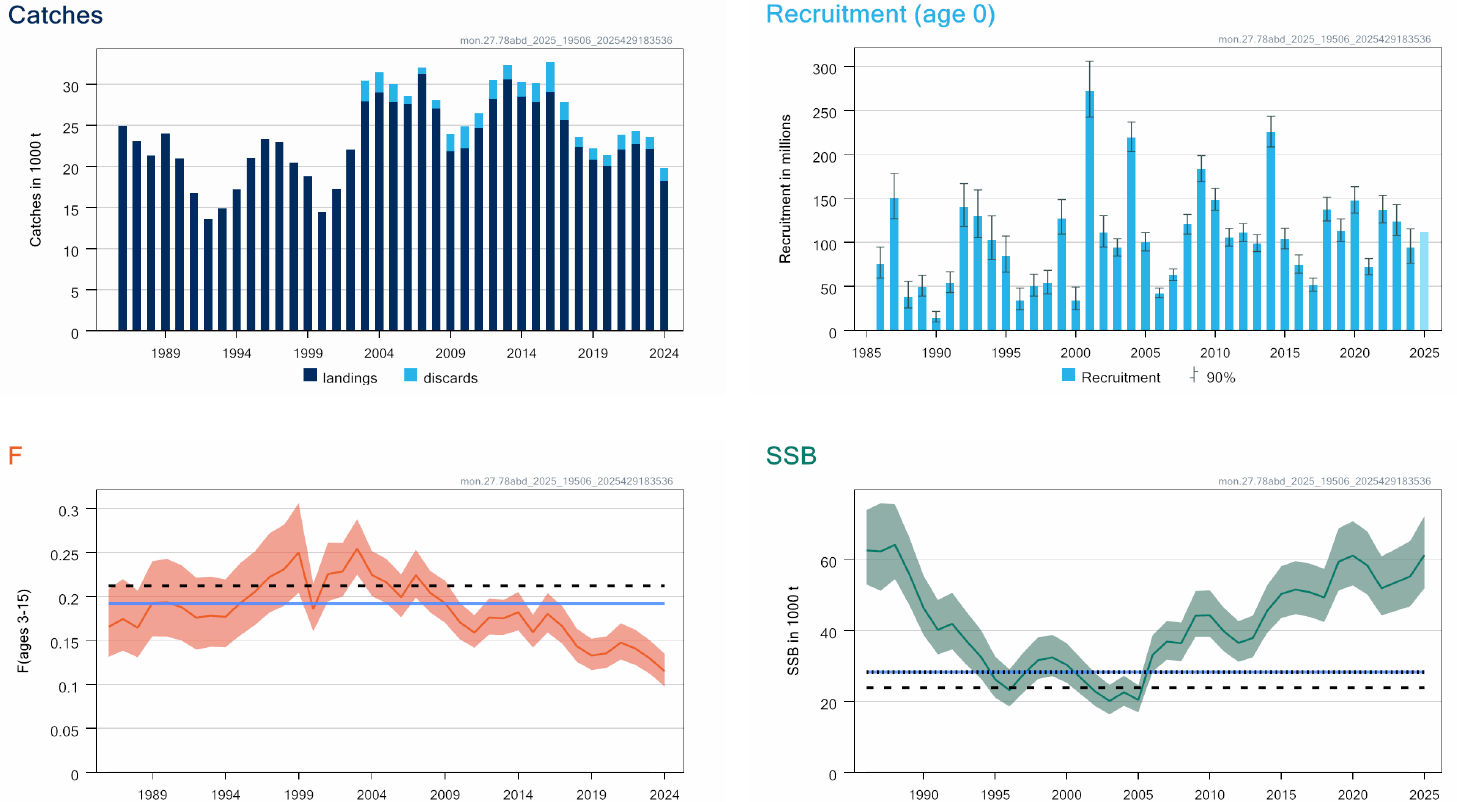 Catches
mon.27.78abd_2025_19506_2025429183536
Catches in 1000 t
30
25
20
15
10
5
0
1989 1994 1999 2004 2009 2014 2019 2024
landings discards
Recruitment (age 0)
mon.27.78abd_2025_19506_2025429183536
Recruitment in millions
300
250
200
150
100
50
0
1985 1990 1995 2000 2005 2010 2015 2020 2025
Recruitment 90%
F
mon.27.78abd_2025_19506_2025429183536
F(ages 3-15)
0.3
0.25
0.2
0.15
0.1
0.05
0
1989 1994 1999 2004 2009 2014 2019 2024
SSB
mon.27.78abd_2025_19506_2025429183536
SSB in 1000 t
60
40
20
0
1990 1995 2000 2005 2010 2015 2020 2025